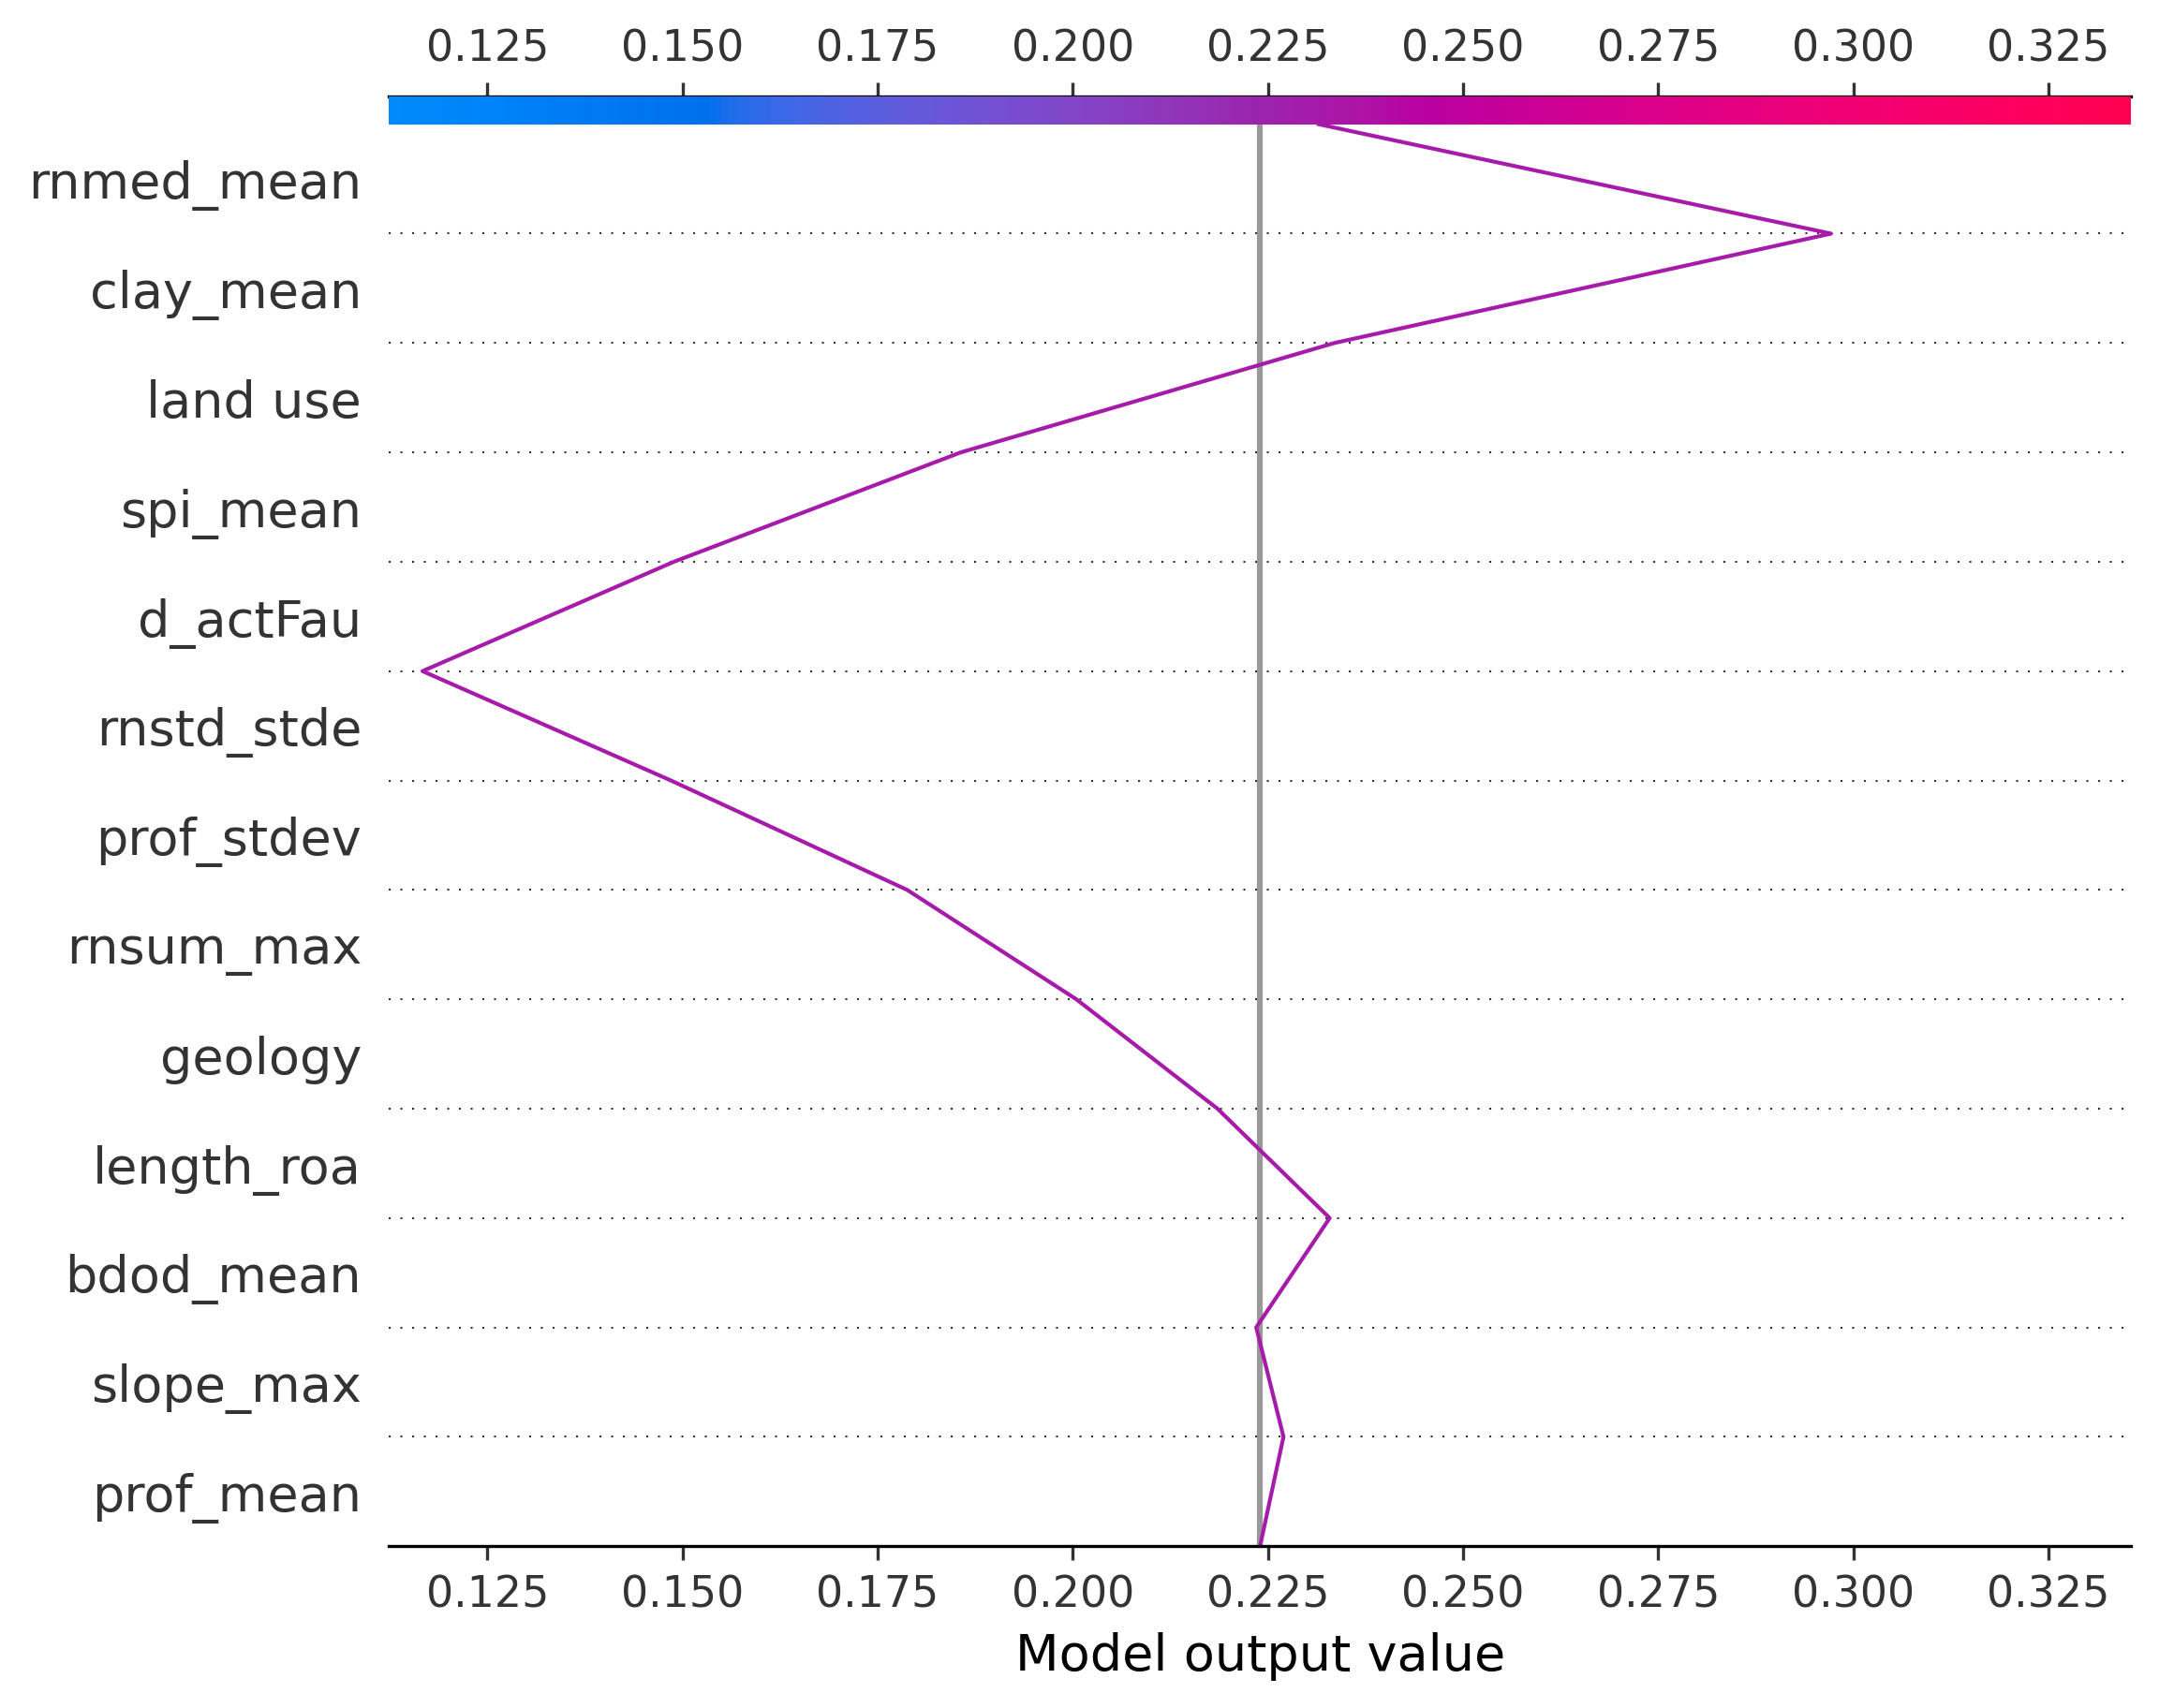 0.125 0.150 0.175 0.200 0.225 0.250 0.275 0.300 0.325
rnmed_mean
clay_mean
land use
spi_mean
d_actFau
rnstd_stde
prof_stdev
rnsum_max
geology
length_roa
bdod_mean
slope_max
prof_mean
0.125 0.150 0.175 0.200 0.225 0.250 0.275 0.300 0.325
Model output value